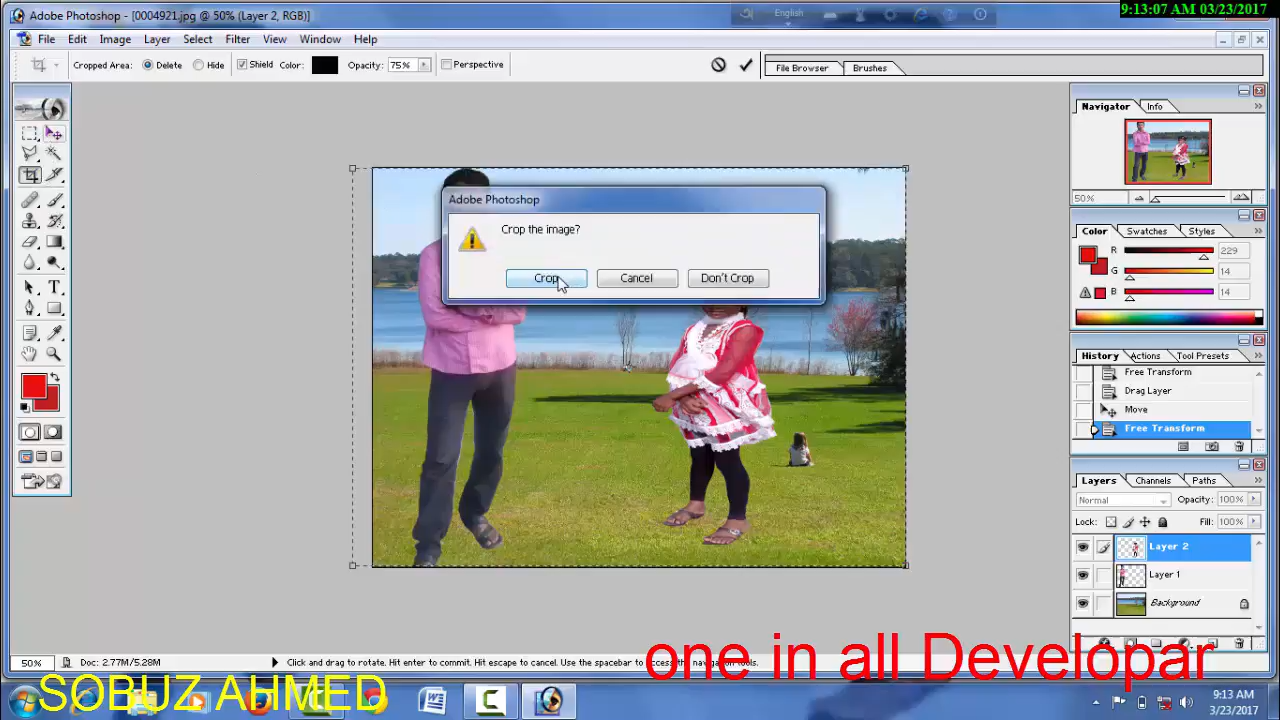 Adobe Photoshop - [0004921.jpg @ 50% (Layer 2, RGB)]
English
9:13:07 AM 03/23/2017
File Edit Image Layer Select Filter View Window Help
Cropped Area: Delete Hide Shield Color: Opacity: 75% Perspective
File Browser Brushes
Navigator Info
50%
Adobe Photoshop
Crop the image?
Crop Cancel Don't Crop
Color Swatches Styles
R 229
G 14
B 14
History Actions Tool Presets
Free Transform
Drag Layer
Move
Free Transform
Layers Channels Paths
Normal Opacity: 100%
Lock: Fill: 100%
Layer 2
Layer 1
Background
50% Doc: 2.77M/5.28M Click and drag to rotate. Hit enter to commit. Hit escape to cancel. Use the spacebar to access the navigation tools.
one in all Developar
SOBUZ AHMED
9:13 AM
3/23/2017